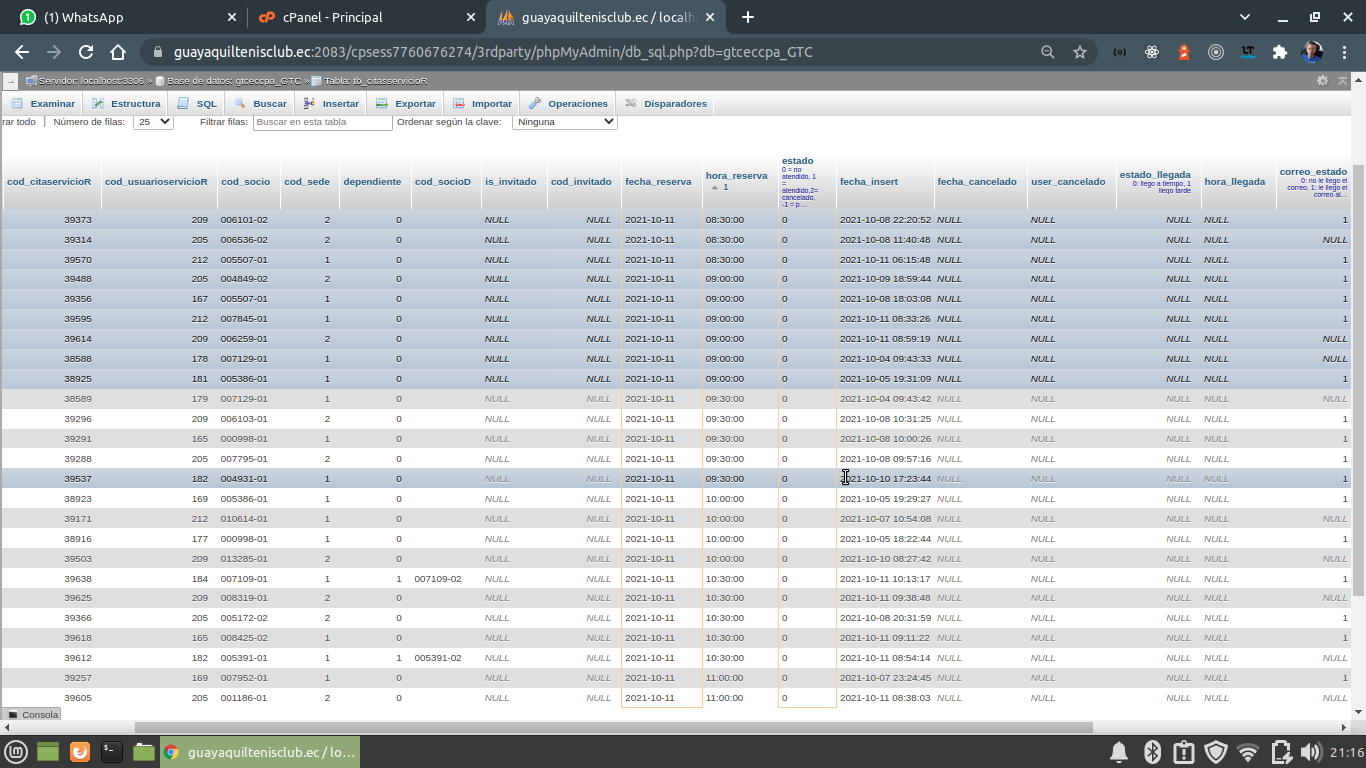 (1) WhatsApp cPanel - Principal guayaquiltenisclub.ec / localh
guayaquiltenisclub.ec:2083/cpsess7760676274/3rdparty/phpMyAdmin/db_sql.php?db=gtceccpa_GTC
Servidor: localhost:3306 » Base de datos: gtceccpa_GTC » Tabla: tb_citasservicioR
Examinar Estructura SQL Buscar Insertar Exportar Importar Operaciones Disparadores
rar todo | Número de filas: 25 Filtrar filas: Buscar en esta tabla Ordenar según la clave: Ninguna
cod_citaservicioR cod_usuarioservicioR cod_socio cod_sede dependiente cod_socioD is_invitado cod_invitado fecha_reserva hora_reserva 1 estado 0 = no atendido, 1 = atendido,2= cancelado, -1 = p... fecha_insert fecha_cancelado user_cancelado estado_llegada 0: llego a tiempo, 1 llego tarde hora_llegada correo_estado 0: no le llego el correo, 1: le llego el correo al...
39373 209 006101-02 2 0 NULL NULL 2021-10-11 08:30:00 0 2021-10-08 22:20:52 NULL NULL NULL NULL 1
39314 205 006536-02 2 0 NULL NULL 2021-10-11 08:30:00 0 2021-10-08 11:40:48 NULL NULL NULL NULL NULL
39570 212 005507-01 1 0 NULL NULL 2021-10-11 08:30:00 0 2021-10-11 06:15:48 NULL NULL NULL NULL 1
39488 205 004849-02 2 0 NULL NULL 2021-10-11 09:00:00 0 2021-10-09 18:59:44 NULL NULL NULL NULL 1
39356 167 005507-01 1 0 NULL NULL 2021-10-11 09:00:00 0 2021-10-08 18:03:08 NULL NULL NULL NULL 1
39595 212 007845-01 1 0 NULL NULL 2021-10-11 09:00:00 0 2021-10-11 08:33:26 NULL NULL NULL NULL 1
39614 209 006259-01 2 0 NULL NULL 2021-10-11 09:00:00 0 2021-10-11 08:59:19 NULL NULL NULL NULL NULL
38588 178 007129-01 1 0 NULL NULL 2021-10-11 09:00:00 0 2021-10-04 09:43:33 NULL NULL NULL NULL NULL
38925 181 005386-01 1 0 NULL NULL 2021-10-11 09:00:00 0 2021-10-05 19:31:09 NULL NULL NULL NULL 1
38589 179 007129-01 1 0 NULL NULL 2021-10-11 09:30:00 0 2021-10-04 09:43:42 NULL NULL NULL NULL NULL
39296 209 006103-01 2 0 NULL NULL 2021-10-11 09:30:00 0 2021-10-08 10:31:25 NULL NULL NULL NULL 1
39291 165 000998-01 1 0 NULL NULL 2021-10-11 09:30:00 0 2021-10-08 10:00:26 NULL NULL NULL NULL 1
39288 205 007795-01 2 0 NULL NULL 2021-10-11 09:30:00 0 2021-10-08 09:57:16 NULL NULL NULL NULL 1
39537 182 004931-01 1 0 NULL NULL 2021-10-11 09:30:00 0 2021-10-10 17:23:44 NULL NULL NULL NULL 1
38923 169 005386-01 1 0 NULL NULL 2021-10-11 10:00:00 0 2021-10-05 19:29:27 NULL NULL NULL NULL 1
39171 212 010614-01 1 0 NULL NULL 2021-10-11 10:00:00 0 2021-10-07 10:54:08 NULL NULL NULL NULL NULL
38916 177 000998-01 1 0 NULL NULL 2021-10-11 10:00:00 0 2021-10-05 18:22:44 NULL NULL NULL NULL 1
39503 209 013285-01 2 0 NULL NULL 2021-10-11 10:00:00 0 2021-10-10 08:27:42 NULL NULL NULL NULL NULL
39638 184 007109-01 1 1 007109-02 NULL NULL 2021-10-11 10:30:00 0 2021-10-11 10:13:17 NULL NULL NULL NULL 1
39625 209 008319-01 2 0 NULL NULL 2021-10-11 10:30:00 0 2021-10-11 09:38:48 NULL NULL NULL NULL NULL
39366 205 005172-02 2 0 NULL NULL 2021-10-11 10:30:00 0 2021-10-08 20:31:59 NULL NULL NULL NULL 1
39618 165 008425-02 1 0 NULL NULL 2021-10-11 10:30:00 0 2021-10-11 09:11:22 NULL NULL NULL NULL 1
39612 182 005391-01 1 1 005391-02 NULL NULL 2021-10-11 10:30:00 0 2021-10-11 08:54:14 NULL NULL NULL NULL NULL
39257 169 007952-01 1 0 NULL NULL 2021-10-11 11:00:00 0 2021-10-07 23:24:45 NULL NULL NULL NULL 1
39605 205 001186-01 2 0 NULL NULL 2021-10-11 11:00:00 0 2021-10-11 08:38:03 NULL NULL NULL NULL NULL
Consola
guayaquiltenisclub.ec / lo... 21:16